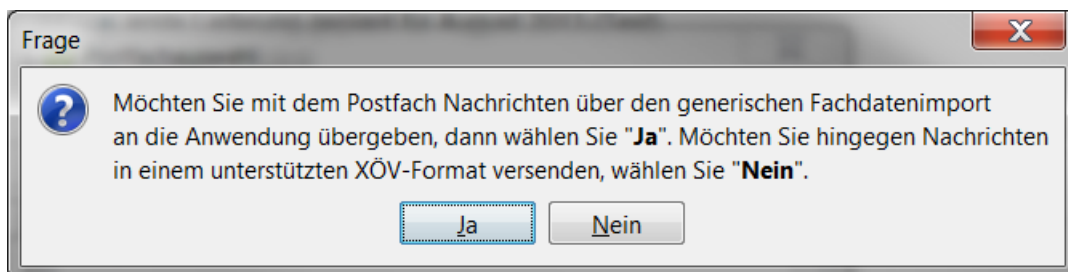 Frage
X
Möchten Sie mit dem Postfach Nachrichten über den generischen Fachdatenimport
an die Anwendung übergeben, dann wählen Sie "Ja". Möchten Sie hingegen Nachrichten
in einem unterstützten XÖV-Format versenden, wählen Sie "Nein".
Ja Nein